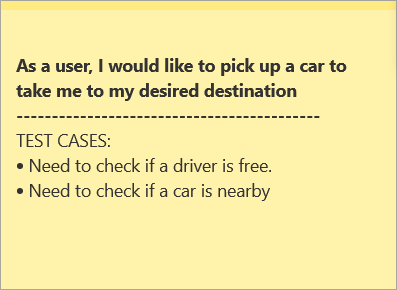 As a user, I would like to pick up a car to
take me to my desired destination
-------------------------------------------
TEST CASES:
• Need to check if a driver is free.
• Need to check if a car is nearby